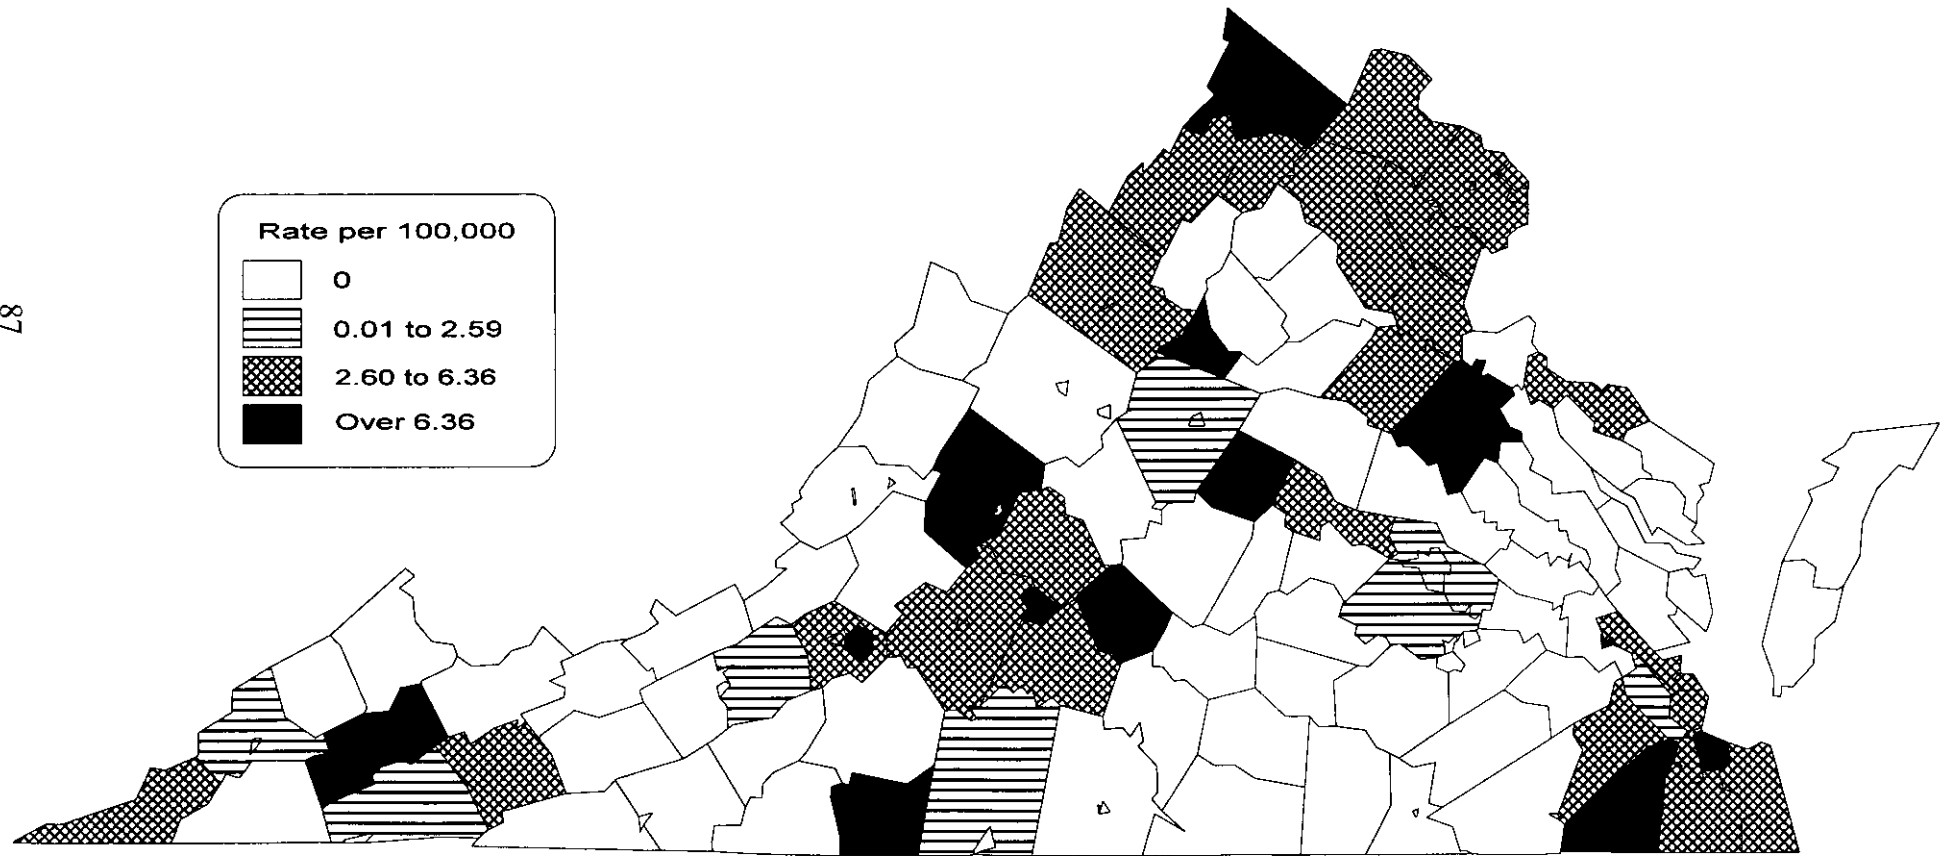 Rate per 100,000
0
0.01 to 2.59
2.60 to 6.36
Over 6.36
87